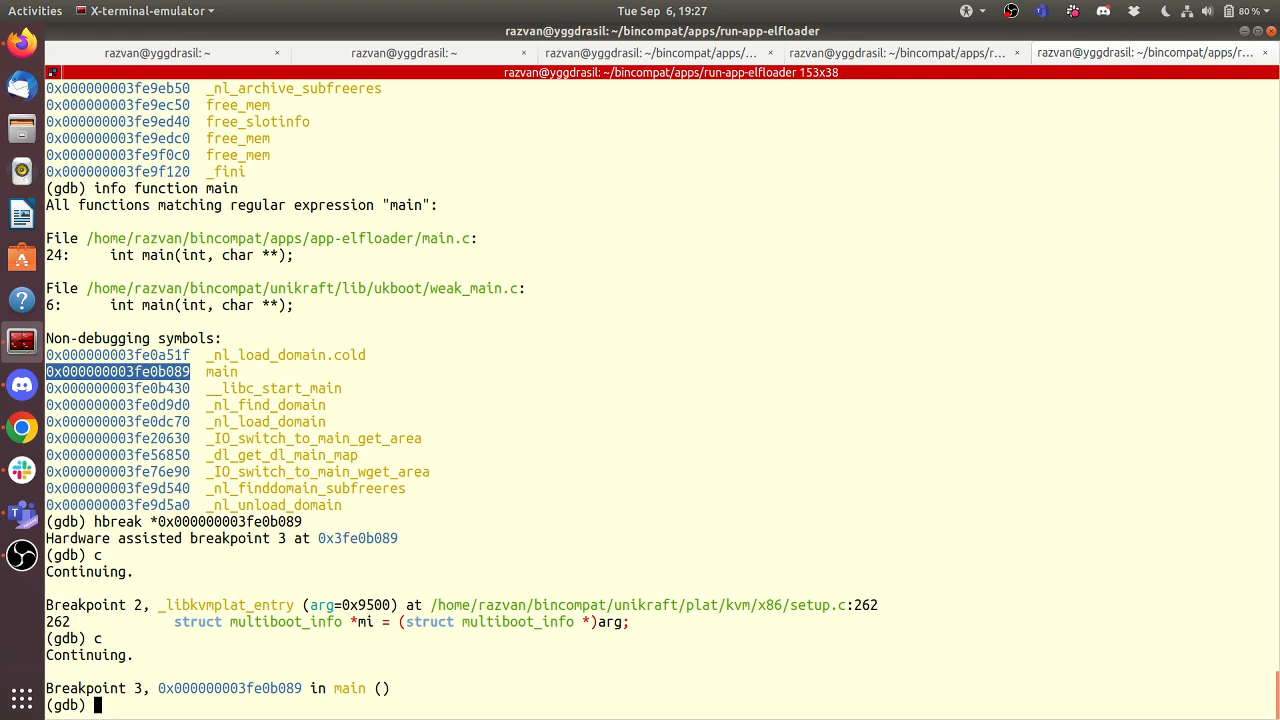 Activities
X-terminal-emulator
Tue Sep 6, 19:27
80 %
razvan@yggdrasil: ~/bincompat/apps/run-app-elfloader
razvan@yggdrasil: ~ ×
razvan@yggdrasil: ~ ×
razvan@yggdrasil: ~/bincompat/apps/... ×
razvan@yggdrasil: ~/bincompat/apps/r... ×
razvan@yggdrasil: ~/bincompat/apps/r... ×
razvan@yggdrasil: ~/bincompat/apps/run-app-elfloader 153x38
0x000000003fe9eb50 _nl_archive_subfreeres
0x000000003fe9ec50 free_mem
0x000000003fe9ed40 free_slotinfo
0x000000003fe9edc0 free_mem
0x000000003fe9f0c0 free_mem
0x000000003fe9f120 _fini
(gdb) info function main
All functions matching regular expression "main":
File /home/razvan/bincompat/apps/app-elfloader/main.c:
24: int main(int, char **);
File /home/razvan/bincompat/unikraft/lib/ukboot/weak_main.c:
6: int main(int, char **);
Non-debugging symbols:
0x000000003fe0a51f _nl_load_domain.cold
0x000000003fe0b089 main
0x000000003fe0b430 __libc_start_main
0x000000003fe0d9d0 _nl_find_domain
0x000000003fe0dc70 _nl_load_domain
0x000000003fe20630 _IO_switch_to_main_get_area
0x000000003fe56850 _dl_get_dl_main_map
0x000000003fe76e90 _IO_switch_to_main_wget_area
0x000000003fe9d540 _nl_finddomain_subfreeres
0x000000003fe9d5a0 _nl_unload_domain
(gdb) hbreak *0x000000003fe0b089
Hardware assisted breakpoint 3 at 0x3fe0b089
(gdb) c
Continuing.
Breakpoint 2, _libkvmplat_entry (arg=0x9500) at /home/razvan/bincompat/unikraft/plat/kvm/x86/setup.c:262
262 struct multiboot_info *mi = (struct multiboot_info *)arg;
(gdb) c
Continuing.
Breakpoint 3, 0x000000003fe0b089 in main ()
(gdb)